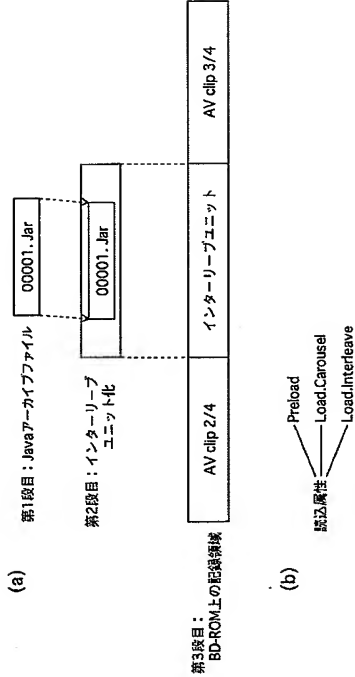 (a)
第1段目：Javaアーカイブファイル
00001.Jar
第2段目：インターリーブ
ユニット化
00001.Jar
第3段目：
BD-ROM上の記録領域
AV clip 2/4
インターリーブユニット
AV clip 3/4
(b)
読込属性
Preload
Load.Carousel
Load.Interleave